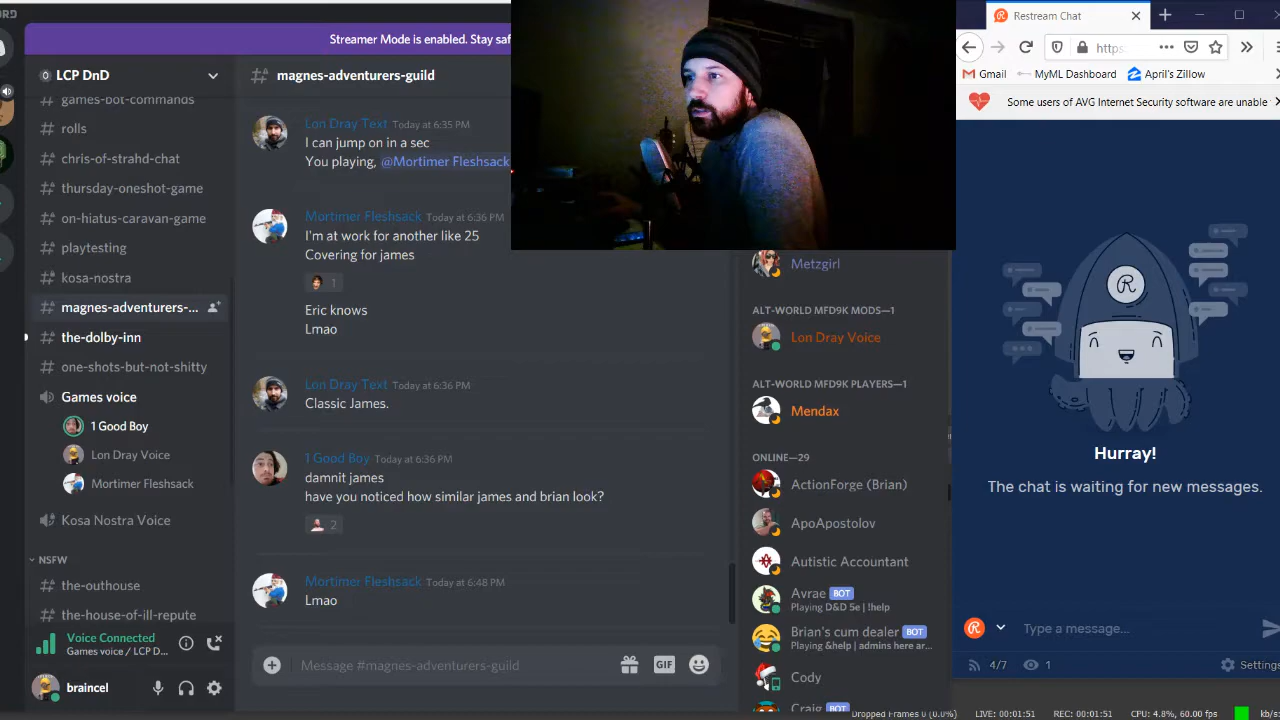 ORD
Streamer Mode is enabled. Stay saf
LCP DnD
games-bot-commands
rolls
chris-of-strahd-chat
thursday-oneshot-game
on-hiatus-caravan-game
playtesting
kosa-nostra
magnes-adventurers-...
the-dolby-inn
one-shots-but-not-shitty
Games voice
1 Good Boy
Lon Dray Voice
Mortimer Fleshsack
Kosa Nostra Voice
NSFW
the-outhouse
the-house-of-ill-repute
Voice Connected
Games voice / LCP D...
braincel
# magnes-adventurers-guild
Lon Dray Text Today at 6:35 PM
I can jump on in a sec
You playing, @Mortimer Fleshsack
Mortimer Fleshsack Today at 6:36 PM
I'm at work for another like 25
Covering for james
1
Eric knows
Lmao
Lon Dray Text Today at 6:36 PM
Classic James.
1 Good Boy Today at 6:36 PM
damnit james
have you noticed how similar james and brian look?
2
Mortimer Fleshsack Today at 6:48 PM
Lmao
Message #magnes-adventurers-guild
GIF
Metzgirl
ALT-WORLD MFD9K MODS—1
Lon Dray Voice
ALT-WORLD MFD9K PLAYERS—1
Mendax
ONLINE—29
ActionForge (Brian)
ApoApostolov
Autistic Accountant
Avrae BOT
Playing D&D 5e | !help
Brian's cum dealer BOT
Playing &help | admins here ar...
Cody
Craig BOT
Restream Chat
https
Gmail
MyML Dashboard
April's Zillow
Some users of AVG Internet Security software are unable
Hurray!
The chat is waiting for new messages.
Type a message...
4/7
1
Settings
Dropped Frames 0 (0.0%)
LIVE: 00:01:51
REC: 00:01:51
CPU: 4.8%, 60.00 fps
kb/s